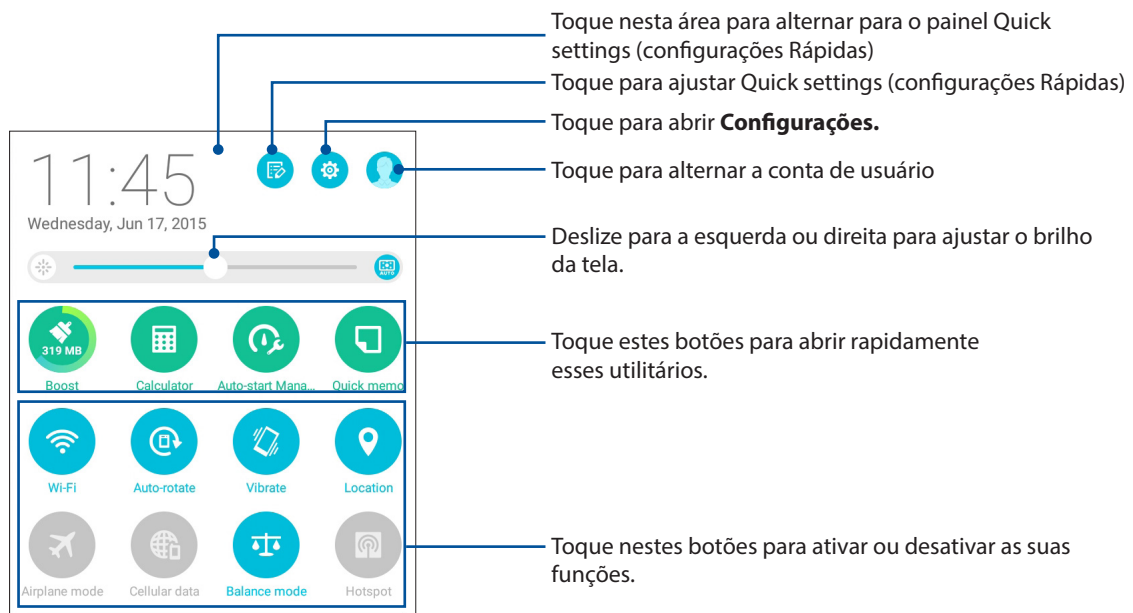 Toque nesta área para alternar para o painel Quick
settings (configurações Rápidas)
Toque para ajustar Quick settings (configurações Rápidas)
Toque para abrir Configurações.
Toque para alternar a conta de usuário
11:45
Wednesday, Jun 17, 2015
Deslize para a esquerda ou direita para ajustar o brilho
da tela.
AUTO
319 MB
Boost
Calculator
Auto-start Mana...
Quick memo
Toque estes botões para abrir rapidamente
esses utilitários.
Wi-Fi
Auto-rotate
Vibrate
Location
Airplane mode
Cellular data
Balance mode
Hotspot
Toque nestes botões para ativar ou desativar as suas
funções.